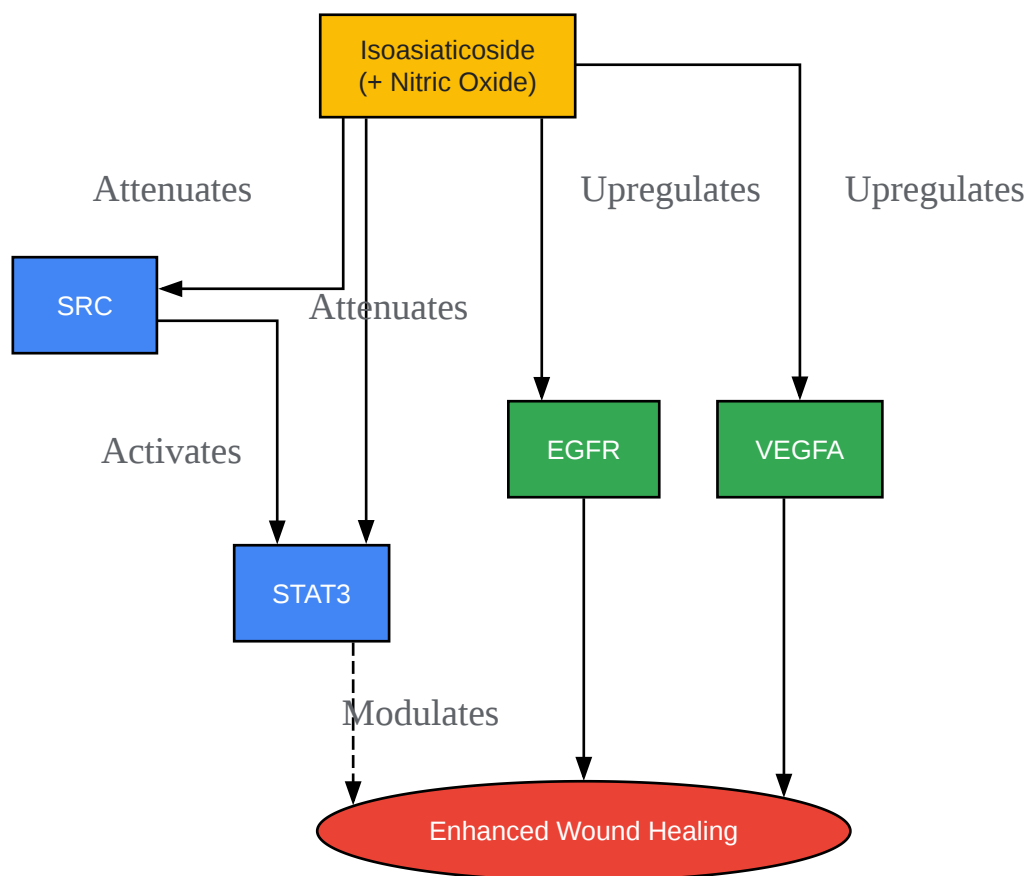 Isoasiaticoside
(+ Nitric Oxide)
Attenuates
Upregulates
Upregulates
SRC
Attenuates
Activates
EGFR
VEGFA
STAT3
Modulates
Enhanced Wound Healing